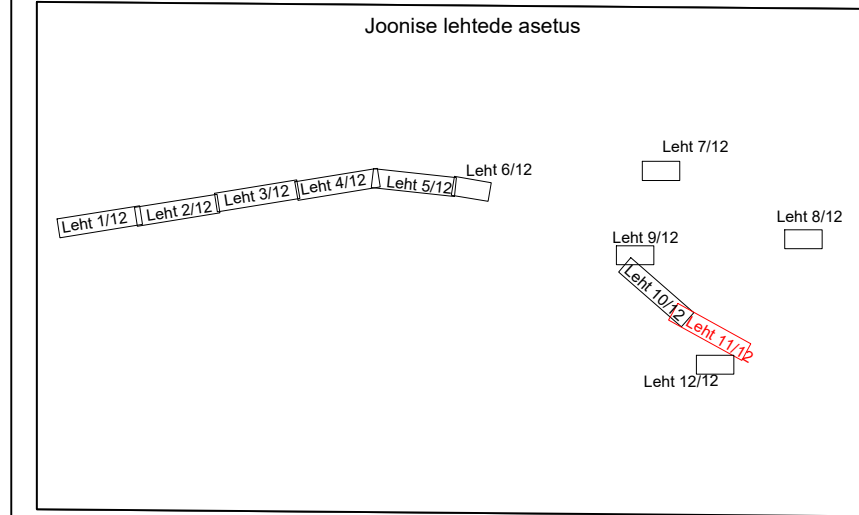 Joonise lehtede asetus
Leht 1/12
Leht 2/12
Leht 3/12
Leht 4/12
Leht 5/12
Leht 6/12
Leht 7/12
Leht 8/12
Leht 9/12
Leht 10/12
Leht 11/12
Leht 12/12